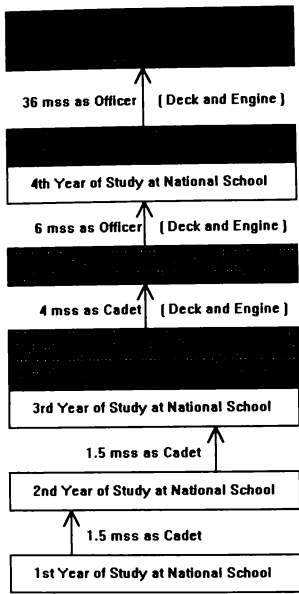 36 mss as Officer ( Deck and Engine )
4th Year of Study at National School
6 mss as Officer ( Deck and Engine )
4 mss as Cadet ( Deck and Engine )
3rd Year of Study at National School
1.5 mss as Cadet
2nd Year of Study at National School
1.5 mss as Cadet
1st Year of Study at National School